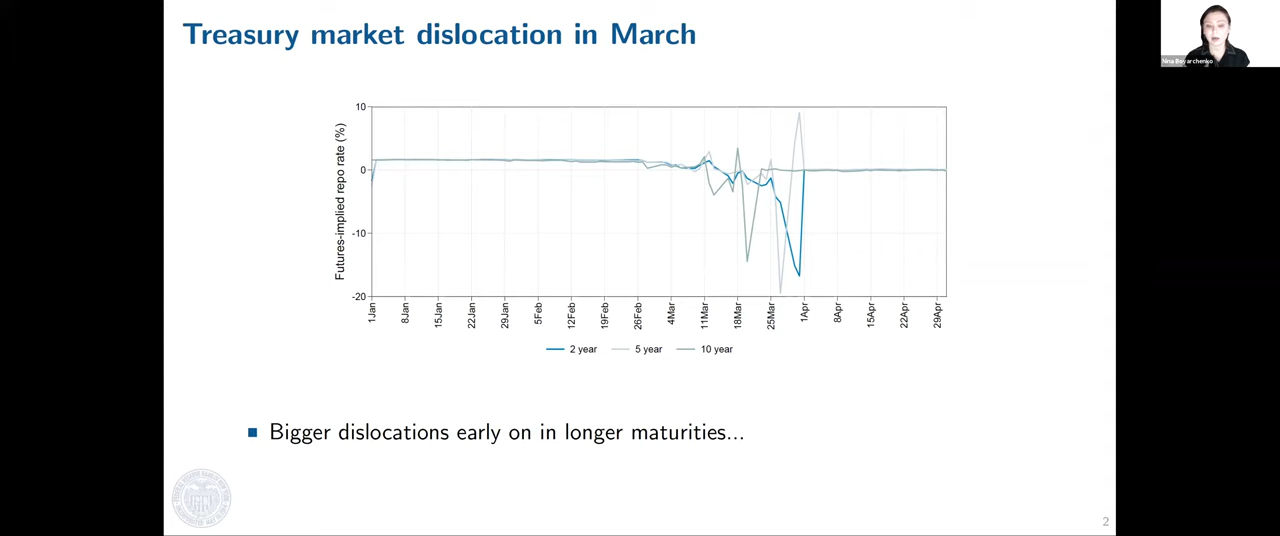 Treasury market dislocation in March
Nina Boyarchenko
Futures-implied repo rate (%)
10
0
-10
-20
1Jan 8Jan 15Jan 22Jan 29Jan 5Feb 12Feb 19Feb 26Feb 4Mar 11Mar 18Mar 25Mar 1Apr 8Apr 15Apr 22Apr 29Apr
2 year 5 year 10 year
Bigger dislocations early on in longer maturities...
2